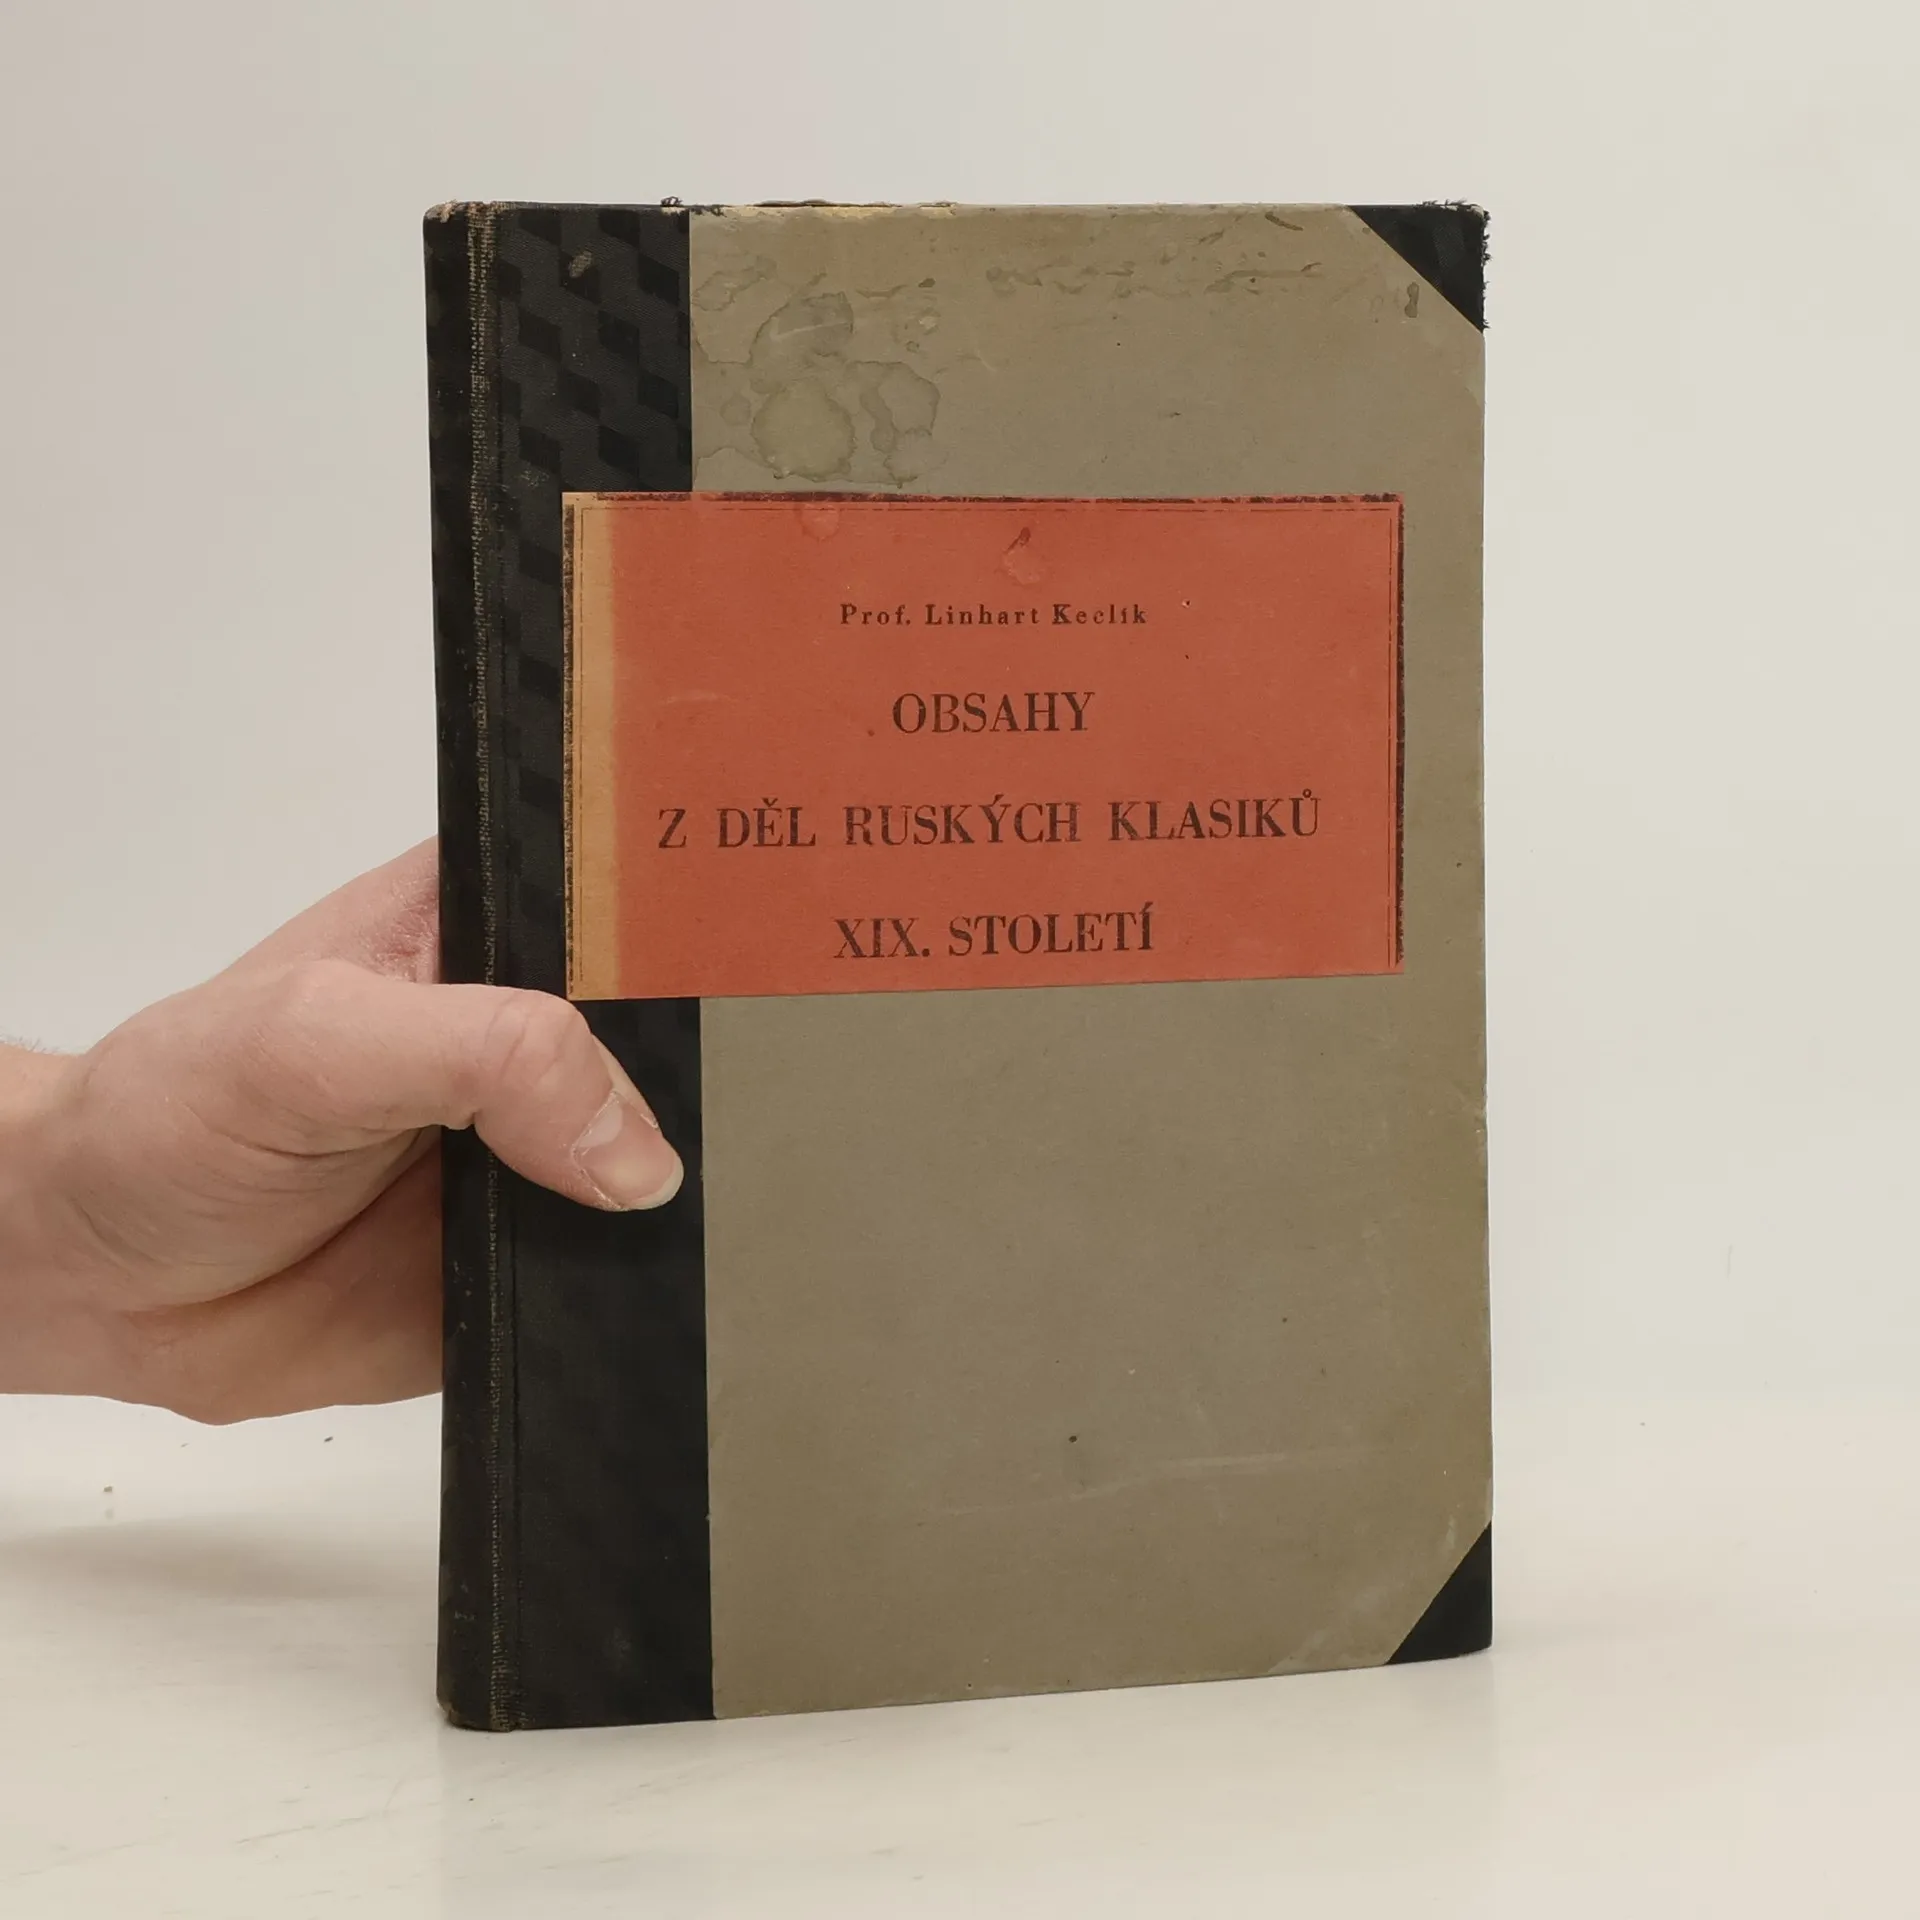 Prof. Linhart Keclík
OBSAHY
Z DĚL RUSKÝCH KLASIKŮ
XIX. STOLETÍ